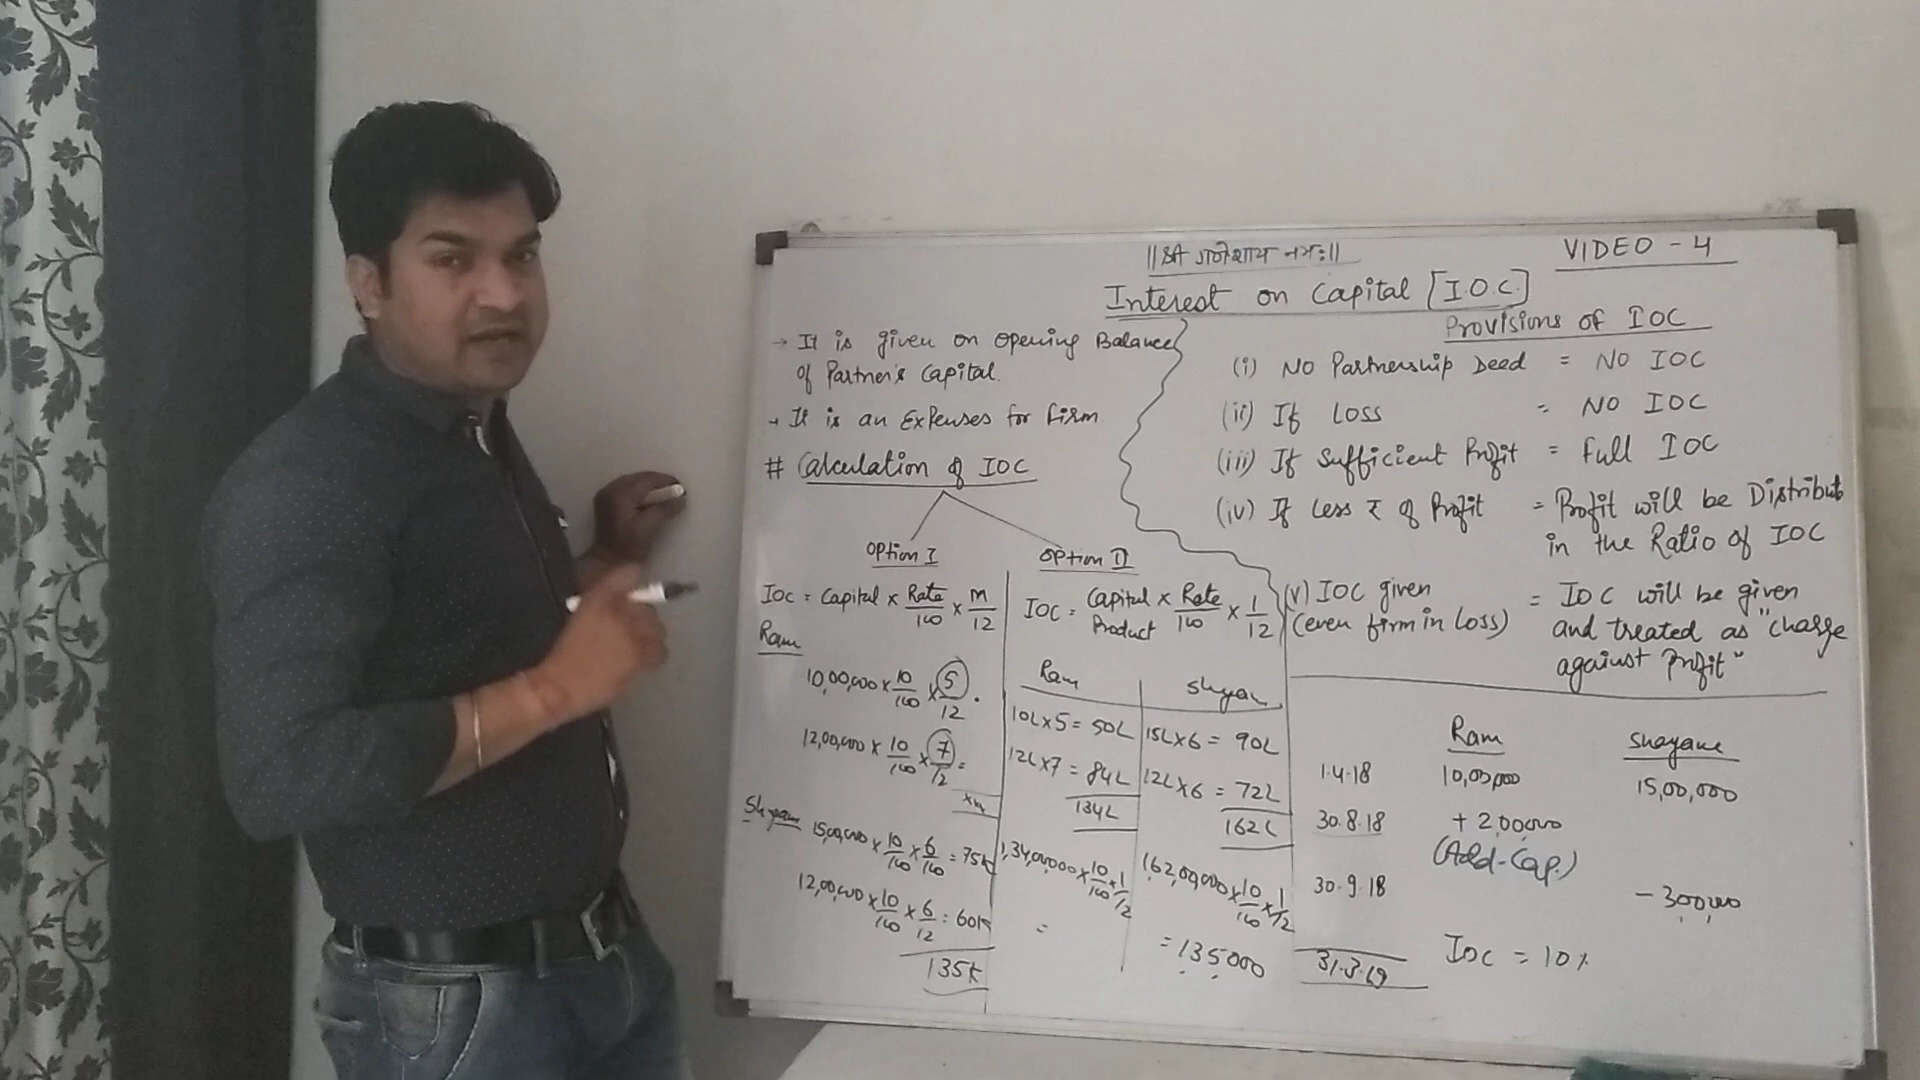 ||श्री गणेशाय नमः||
VIDEO - 4
Interest on Capital [I.O.C.]
→ It is given on opening Balance
of Partner's Capital.
→ It is an Expenses for firm
# Calculation of IOC
Option I
IOC = Capital x Rate/100 x m/12
Ram
10,00,000 x 10/100 x 5/12 .
12,00,000 x 10/100 x 7/12 =
Shyam
15,00,000 x 10/100 x 6/100 = 75K
12,00,000 x 10/100 x 6/12 = 60K
135K
Option II
IOC = Capital Product x Rate/100 x 1/12
Ram
10L x 5 = 50L
12L x 7 = 84L
134L
1,34,00,000 x 10/100 x 1/12
=
Shyam
15L x 6 = 90L
12L x 6 = 72L
162L
1,62,00,000 x 10/100 x 1/12
= 135000
Provisions of IOC
(i) No Partnership Deed = NO IOC
(ii) If Loss = NO IOC
(iii) If Sufficient Profit = Full IOC
(iv) If Less ₹ of Profit = Profit will be Distribut
in the Ratio of IOC
(v) IOC given = IOC will be given
(even firm in Loss) and treated as "charge
against Profit"
Ram Shayam
1.4.18 10,00,000 15,00,000
30.8.18 + 2,00,000
(Add-Cap.)
30.9.18 - 300,000
31.3.19
IOC = 10%